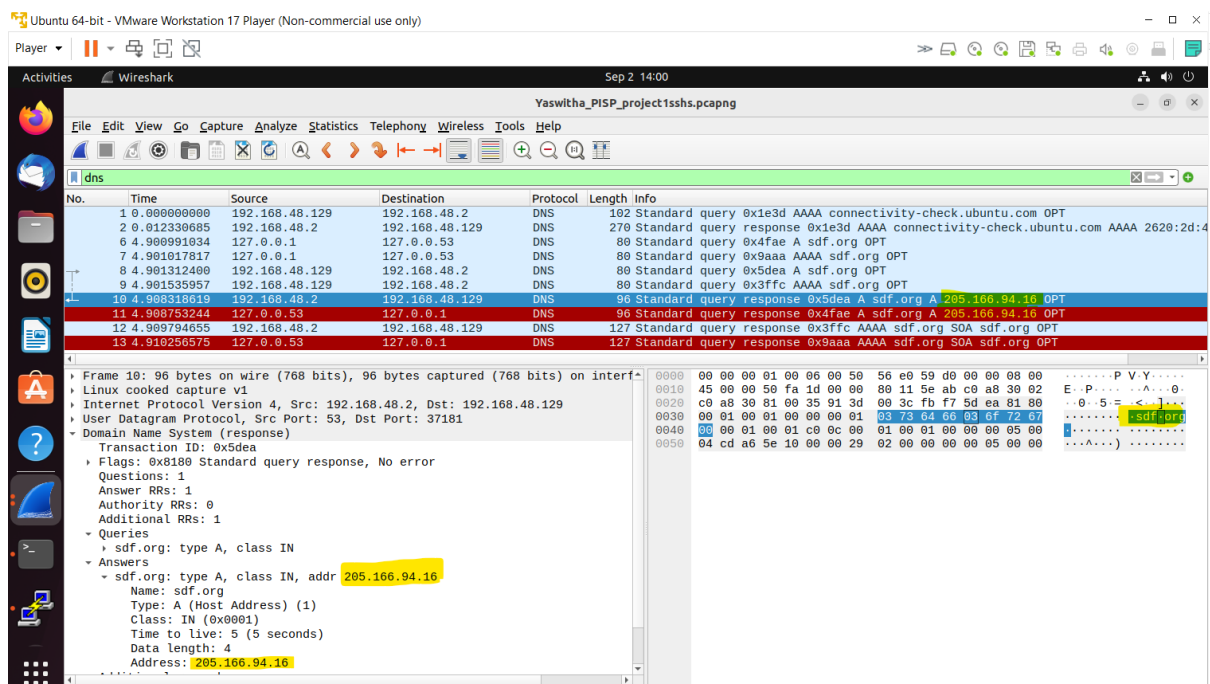 Ubuntu 64-bit - VMware Workstation 17 Player (Non-commercial use only)
Player
Activities Wireshark Sep 2 14:00
Yaswitha_PISP_project1sshs.pcapng
File Edit View Go Capture Analyze Statistics Telephony Wireless Tools Help
dns
No. Time Source Destination Protocol Length Info
1 0.000000000 192.168.48.129 192.168.48.2 DNS 102 Standard query 0x1e3d AAAA connectivity-check.ubuntu.com OPT
2 0.012330685 192.168.48.2 192.168.48.129 DNS 270 Standard query response 0x1e3d AAAA connectivity-check.ubuntu.com AAAA 2620:2d:4
6 4.900991034 127.0.0.1 127.0.0.53 DNS 80 Standard query 0x4fae A sdf.org OPT
7 4.901017817 127.0.0.1 127.0.0.53 DNS 80 Standard query 0x9aaa AAAA sdf.org OPT
8 4.901312400 192.168.48.129 192.168.48.2 DNS 80 Standard query 0x5dea A sdf.org OPT
9 4.901535957 192.168.48.129 192.168.48.2 DNS 80 Standard query 0x3ffc AAAA sdf.org OPT
10 4.908318619 192.168.48.2 192.168.48.129 DNS 96 Standard query response 0x5dea A sdf.org A 205.166.94.16 OPT
11 4.908753244 127.0.0.53 127.0.0.1 DNS 96 Standard query response 0x4fae A sdf.org A 205.166.94.16 OPT
12 4.909794655 192.168.48.2 192.168.48.129 DNS 127 Standard query response 0x3ffc AAAA sdf.org SOA sdf.org OPT
13 4.910256575 127.0.0.53 127.0.0.1 DNS 127 Standard query response 0x9aaa AAAA sdf.org SOA sdf.org OPT
Frame 10: 96 bytes on wire (768 bits), 96 bytes captured (768 bits) on interf
Linux cooked capture v1
Internet Protocol Version 4, Src: 192.168.48.2, Dst: 192.168.48.129
User Datagram Protocol, Src Port: 53, Dst Port: 37181
Domain Name System (response)
Transaction ID: 0x5dea
Flags: 0x8180 Standard query response, No error
Questions: 1
Answer RRs: 1
Authority RRs: 0
Additional RRs: 1
Queries
sdf.org: type A, class IN
Answers
sdf.org: type A, class IN, addr 205.166.94.16
Name: sdf.org
Type: A (Host Address) (1)
Class: IN (0x0001)
Time to live: 5 (5 seconds)
Data length: 4
Address: 205.166.94.16
0000 00 00 00 01 00 06 00 50 56 e0 59 d0 00 00 08 00 ·······P V·Y·····
0010 45 00 00 50 fa 1d 00 00 80 11 5e ab c0 a8 30 02 E··P···· ··^···0·
0020 c0 a8 30 81 00 35 91 3d 00 3c fb f7 5d ea 81 80 ··0··5·= ·<··]···
0030 00 01 00 01 00 00 00 01 03 73 64 66 03 6f 72 67 ········ ·sdf·org
0040 00 00 01 00 01 c0 0c 00 01 00 01 00 00 00 05 00 ········ ········
0050 04 cd a6 5e 10 00 00 29 02 00 00 00 00 05 00 00 ···^···) ········